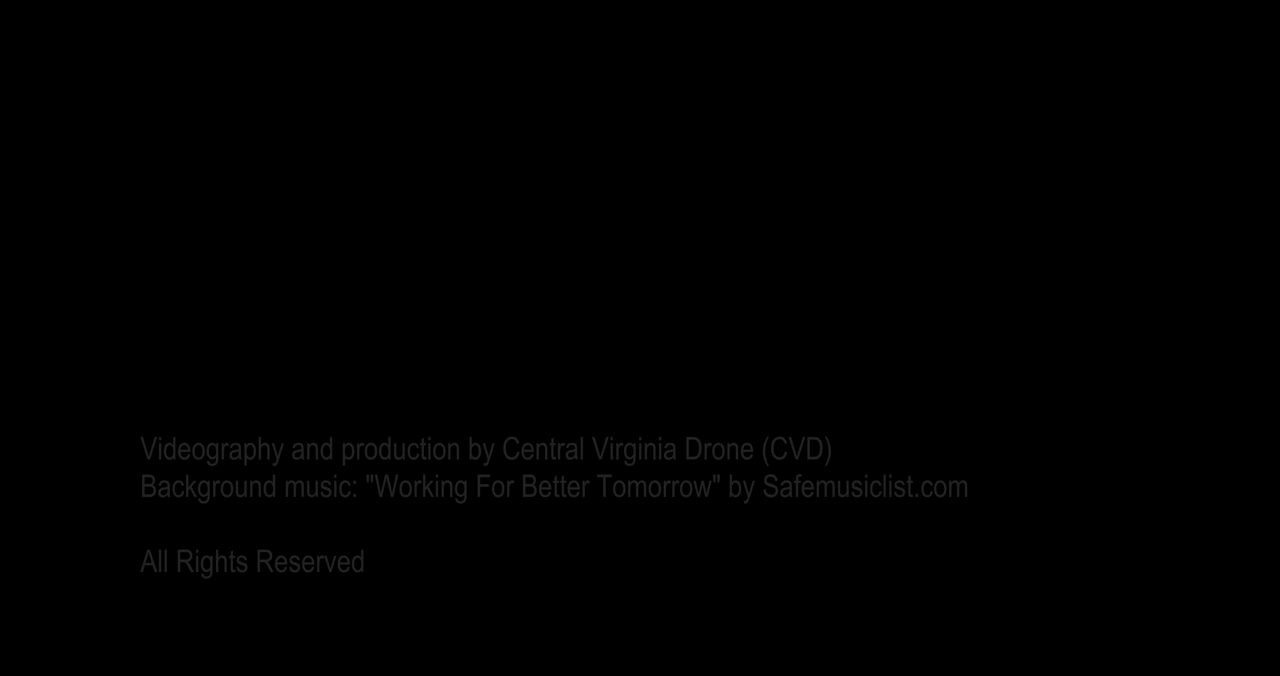 Videography and production by Central Virginia Drone (CVD)
Background music: "Working For Better Tomorrow" by Safemusiclist.com
All Rights Reserved